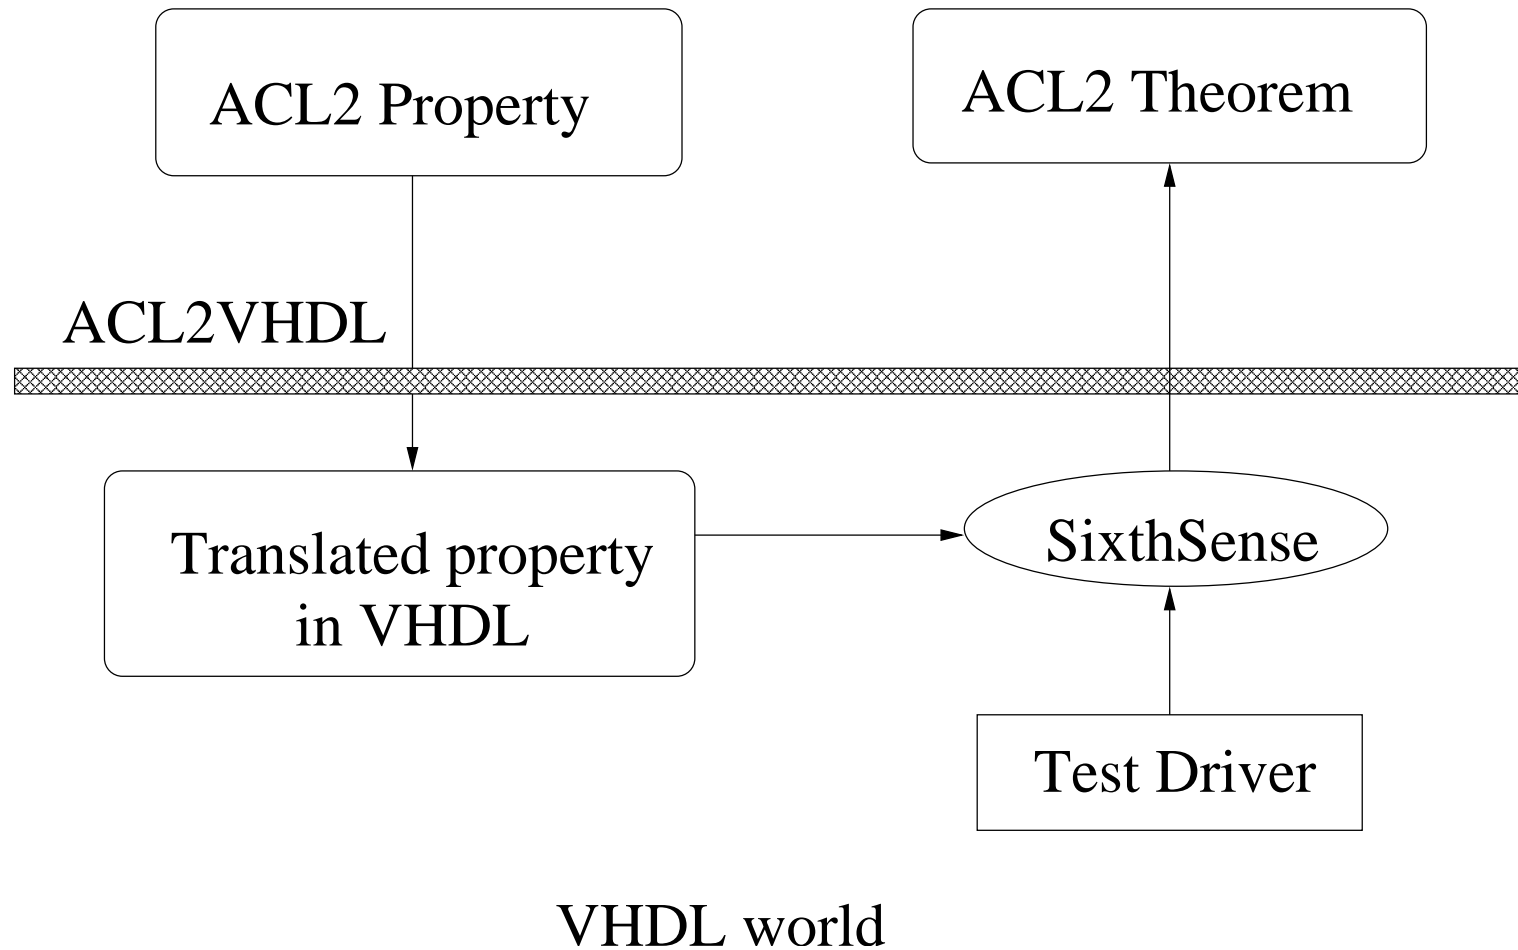 ACL2 Property
ACL2 Theorem
ACL2VHDL
Translated property
in VHDL
SixthSense
Test Driver
VHDL world